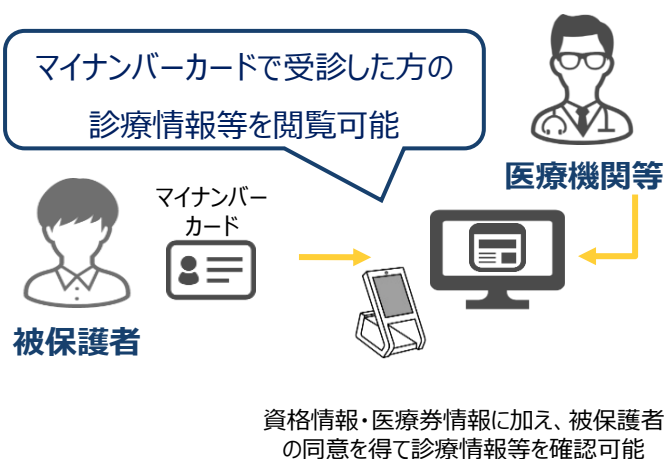 マイナンバーカードで受診した方の
診療情報等を閲覧可能
医療機関等
マイナンバー
カード
被保護者
資格情報・医療券情報に加え、被保護者
の同意を得て診療情報等を確認可能